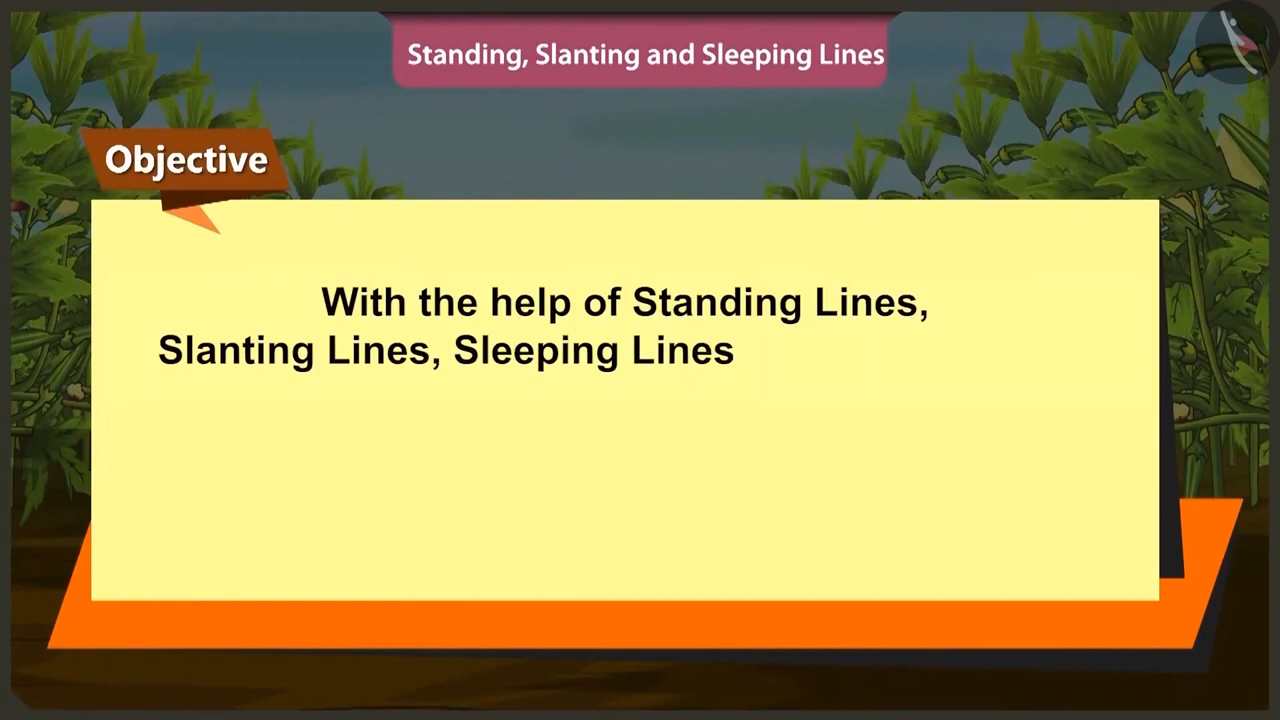 Standing, Slanting and Sleeping Lines
Objective
With the help of Standing Lines,
Slanting Lines, Sleeping Lines